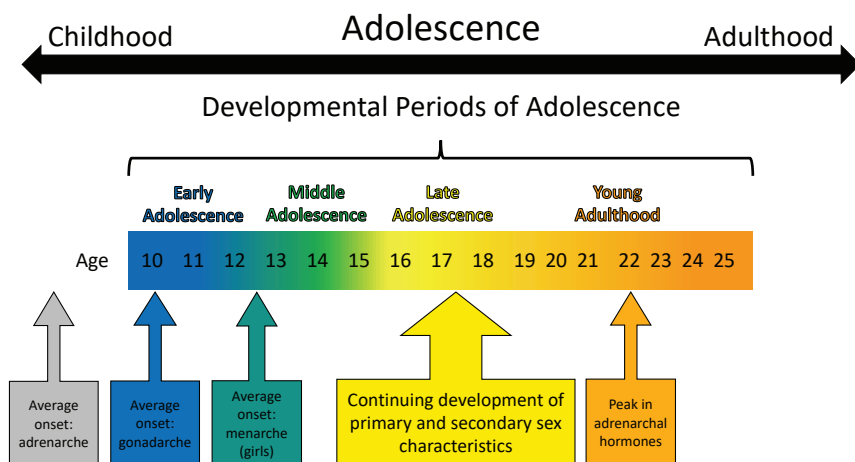 Childhood Adolescence Adulthood
Developmental Periods of Adolescence
Early
Adolescence
Middle
Adolescence
Late
Adolescence
Young
Adulthood
Age 10 11 12 13 14 15 16 17 18 19 20 21 22 23 24 25
Average
onset:
adrenarche
Average
onset:
gonadarche
Average
onset:
menarche
(girls)
Continuing development of
primary and secondary sex
characteristics
Peak in
adrenarchal
hormones